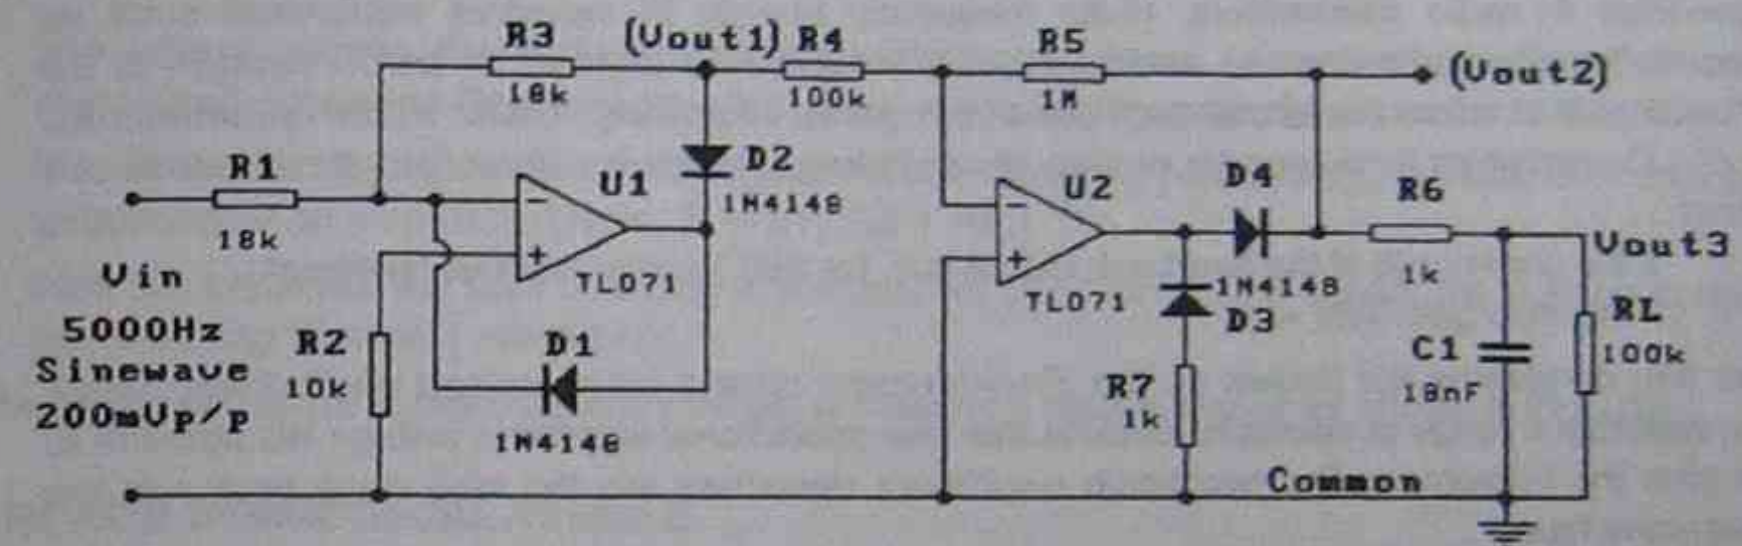 R3
18k
(Vout1)
R4
100k
R5
1M
(Vout2)
R1
18k
D2
1N4148
U1
TL071
U2
TL071
D4
1N4148
R6
1k
Vout3
Vin
5000Hz
Sinewave
200mVp/p
R2
10k
D1
1N4148
D3
R7
1k
C1
18nF
RL
100k
Common
-
+
-
+